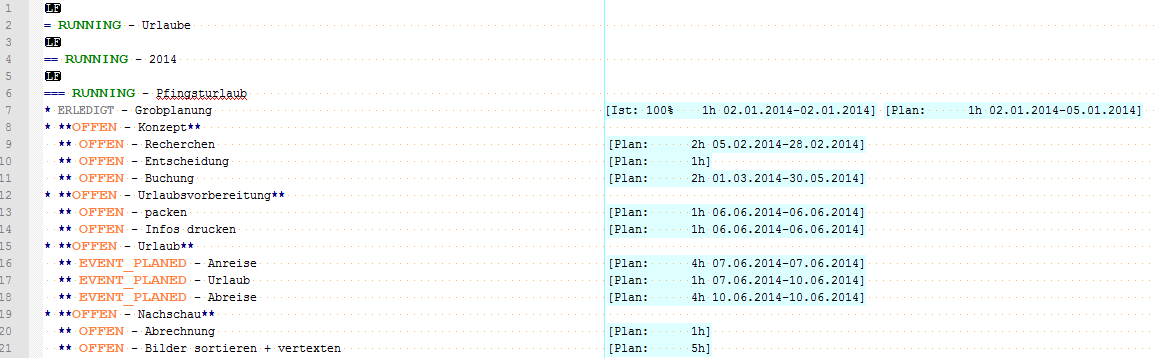 1 LF
2 = RUNNING - Urlaube
3 LF
4 == RUNNING - 2014
5 LF
6 === RUNNING - Pfingsturlaub
7 * ERLEDIGT - Grobplanung [Ist: 100% 1h 02.01.2014-02.01.2014] [Plan: 1h 02.01.2014-05.01.2014]
8 * **OFFEN - Konzept**
9 ** OFFEN - Recherchen [Plan: 2h 05.02.2014-28.02.2014]
10 ** OFFEN - Entscheidung [Plan: 1h]
11 ** OFFEN - Buchung [Plan: 2h 01.03.2014-30.05.2014]
12 * **OFFEN - Urlaubsvorbereitung**
13 ** OFFEN - packen [Plan: 1h 06.06.2014-06.06.2014]
14 ** OFFEN - Infos drucken [Plan: 1h 06.06.2014-06.06.2014]
15 * **OFFEN - Urlaub**
16 ** EVENT_PLANED - Anreise [Plan: 4h 07.06.2014-07.06.2014]
17 ** EVENT_PLANED - Urlaub [Plan: 1h 07.06.2014-10.06.2014]
18 ** EVENT_PLANED - Abreise [Plan: 4h 10.06.2014-10.06.2014]
19 * **OFFEN - Nachschau**
20 ** OFFEN - Abrechnung [Plan: 1h]
21 ** OFFEN - Bilder sortieren + vertexten [Plan: 5h]